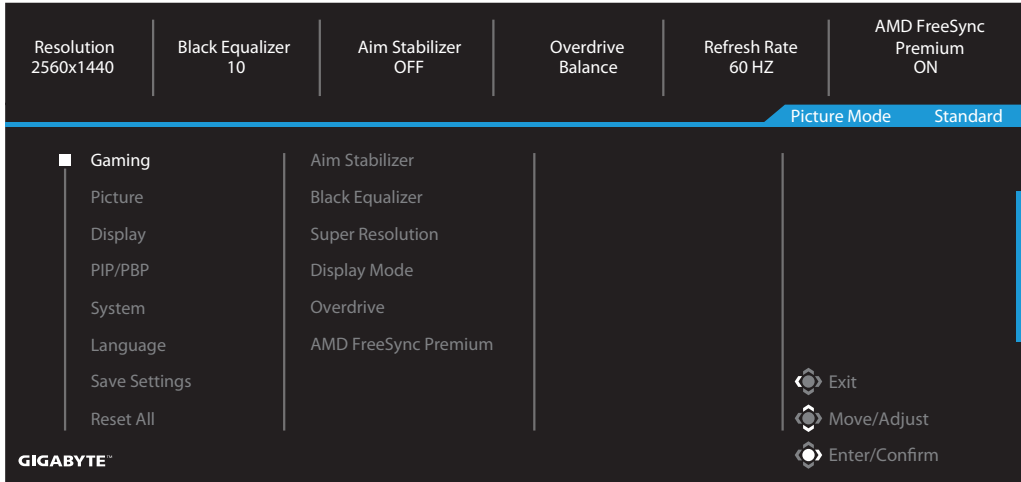 Resolution
2560x1440
Black Equalizer
10
Aim Stabilizer
OFF
Overdrive
Balance
Refresh Rate
60 HZ
AMD FreeSync
Premium
ON
Picture Mode Standard
Gaming
Picture
Display
PIP/PBP
System
Language
Save Settings
Reset All
Aim Stabilizer
Black Equalizer
Super Resolution
Display Mode
Overdrive
AMD FreeSync Premium
Exit
Move/Adjust
Enter/Confirm
GIGABYTE™